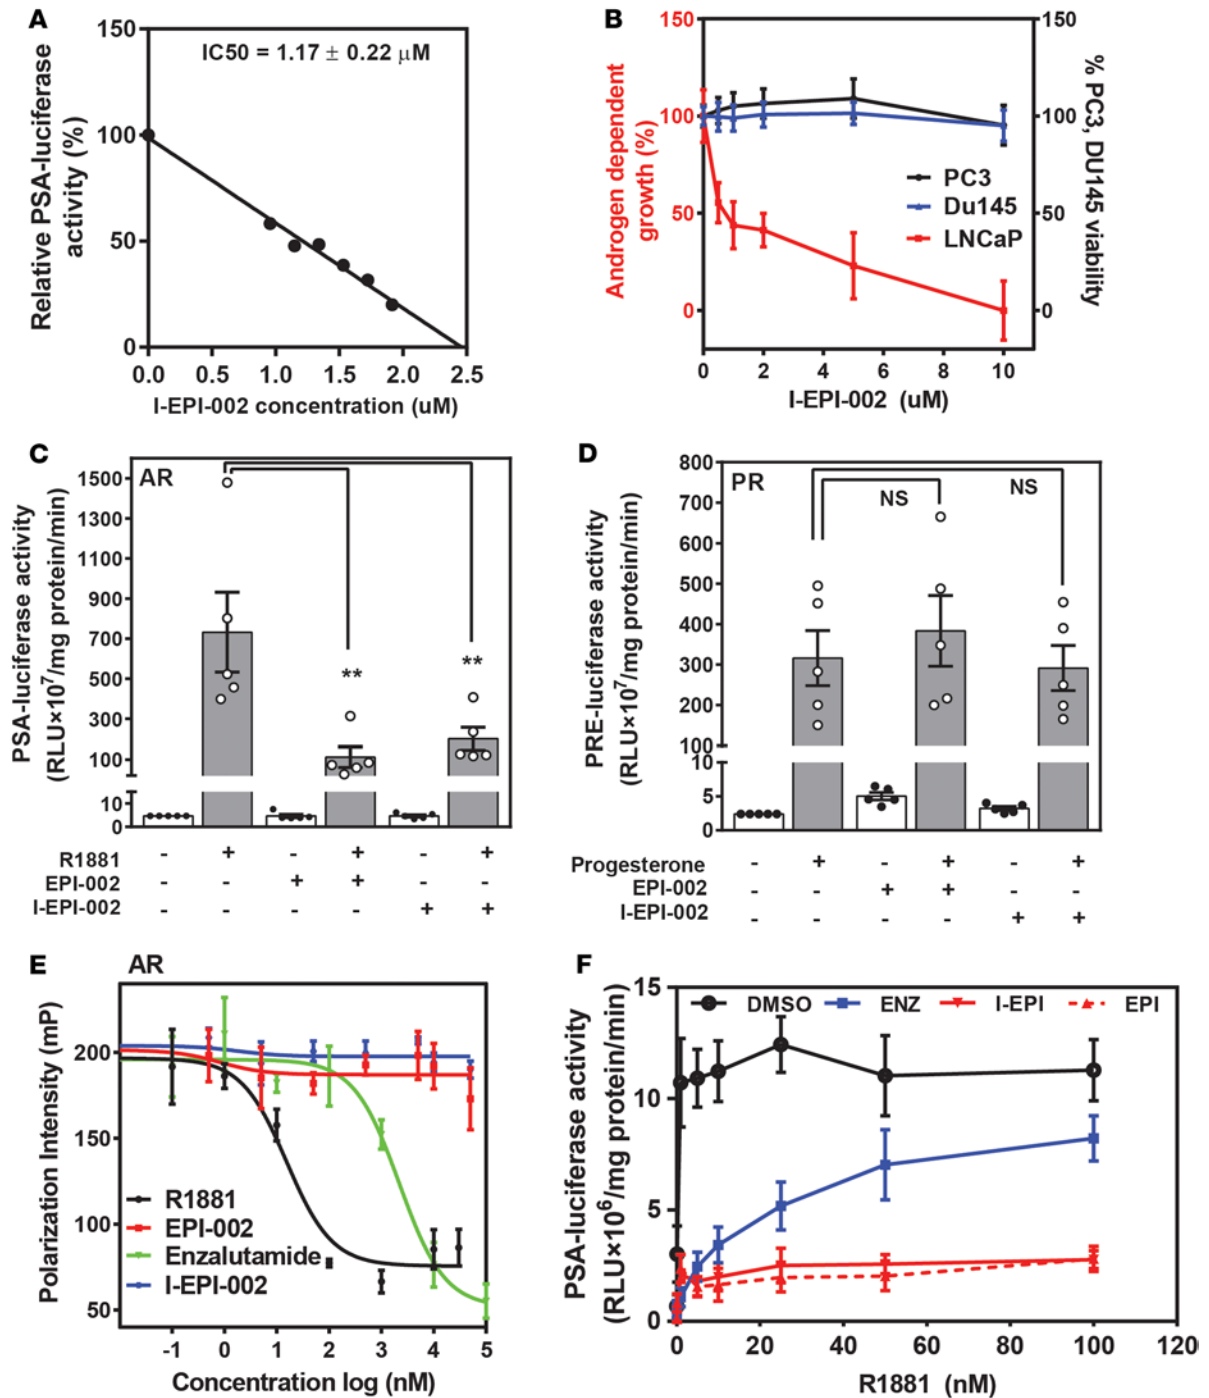 A
IC50 = 1.17 ± 0.22 μM
Relative PSA-luciferase
activity (%)
150
100
50
0
0.0 0.5 1.0 1.5 2.0 2.5
I-EPI-002 concentration (uM)
B
Androgen dependent
growth (%)
150
100
50
0
150
100
50
0
% PC3, DU145 viability
PC3
Du145
LNCaP
0 2 4 6 8 10
I-EPI-002 (uM)
C
AR
PSA-luciferase activity
(RLU×10⁷/mg protein/min)
1500
1300
1100
900
700
500
300
100
10
0
**
**
R1881 - + - + - +
EPI-002 - - + + - -
I-EPI-002 - - - - + +
D
PR
PRE-luciferase activity
(RLU×10⁷/mg protein/min)
800
700
600
500
400
300
200
100
10
5
0
NS
NS
Progesterone - + - + - +
EPI-002 - - + + - -
I-EPI-002 - - - - + +
E
AR
Polarization Intensity (mP)
200
150
100
50
R1881
EPI-002
Enzalutamide
I-EPI-002
-1 0 1 2 3 4 5
Concentration log (nM)
F
PSA-luciferase activity
(RLU×10⁶/mg protein/min)
15
10
5
0
DMSO ENZ I-EPI EPI
0 20 40 60 80 100 120
R1881 (nM)